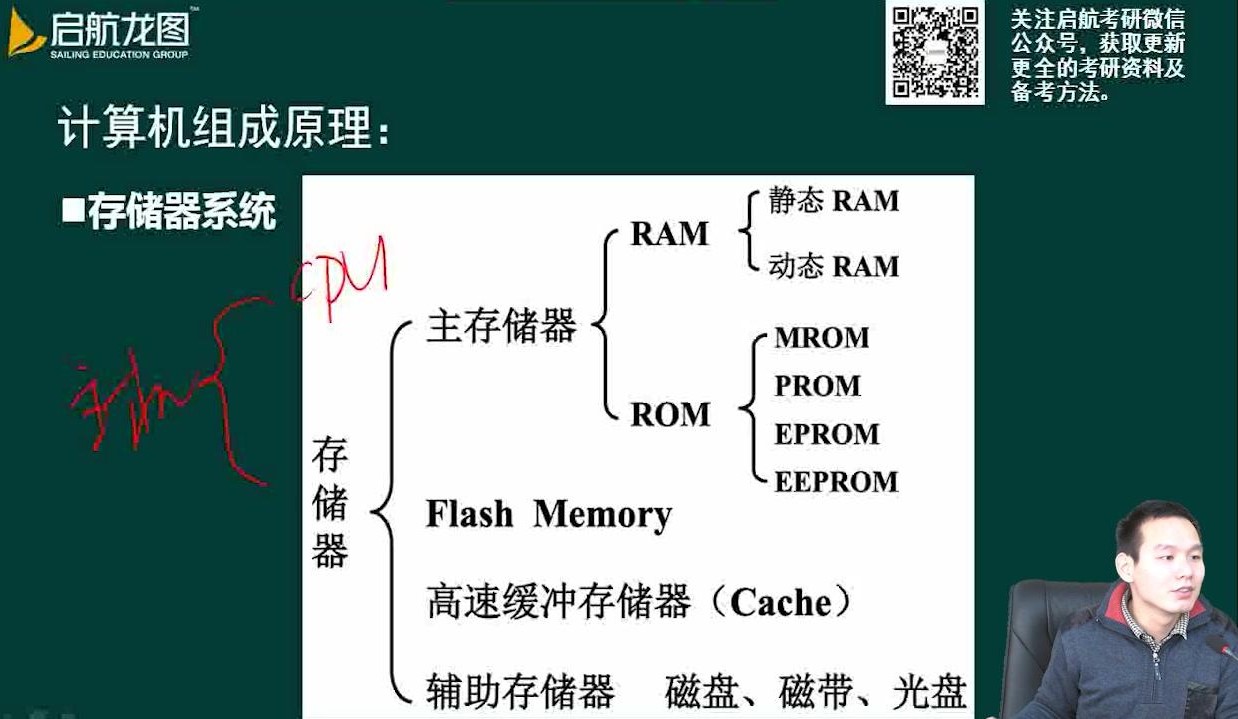 启航龙图™
SAILING EDUCATION GROUP
关注启航考研微信
公众号，获取更新
更全的考研资料及
备考方法。
计算机组成原理：
■存储器系统
CPU
主机
存储器
主存储器
RAM
静态 RAM
动态 RAM
ROM
MROM
PROM
EPROM
EEPROM
Flash Memory
高速缓冲存储器（Cache）
辅助存储器 磁盘、磁带、光盘